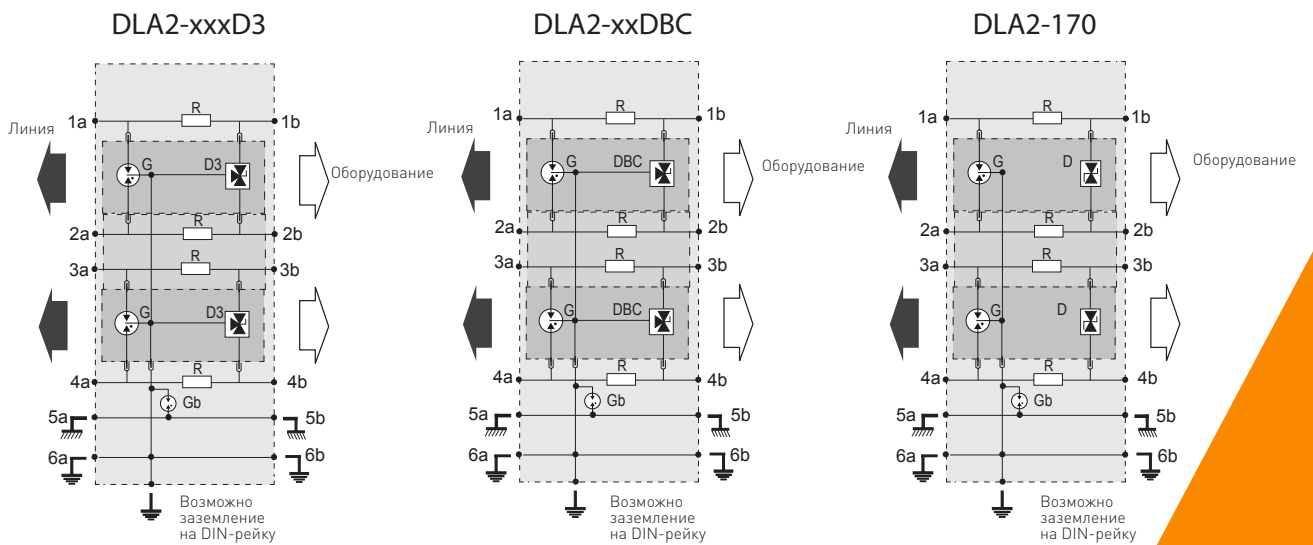 DLA2-xxxD3
DLA2-xxDBC
DLA2-170
R
1a
1b
Линия
G
D3
Оборудование
2a
2b
R
3a
3b
R
G
D3
4a
4b
R
Gb
5a
5b
6a
6b
Возможно
заземление
на DIN-рейку
R
1a
1b
Линия
G
DBC
Оборудование
2a
2b
R
3a
3b
R
G
DBC
4a
4b
R
Gb
5a
5b
6a
6b
Возможно
заземление
на DIN-рейку
R
1a
1b
Линия
G
D
Оборудование
2a
2b
R
3a
3b
R
G
D
4a
4b
R
Gb
5a
5b
6a
6b
Возможно
заземление
на DIN-рейку